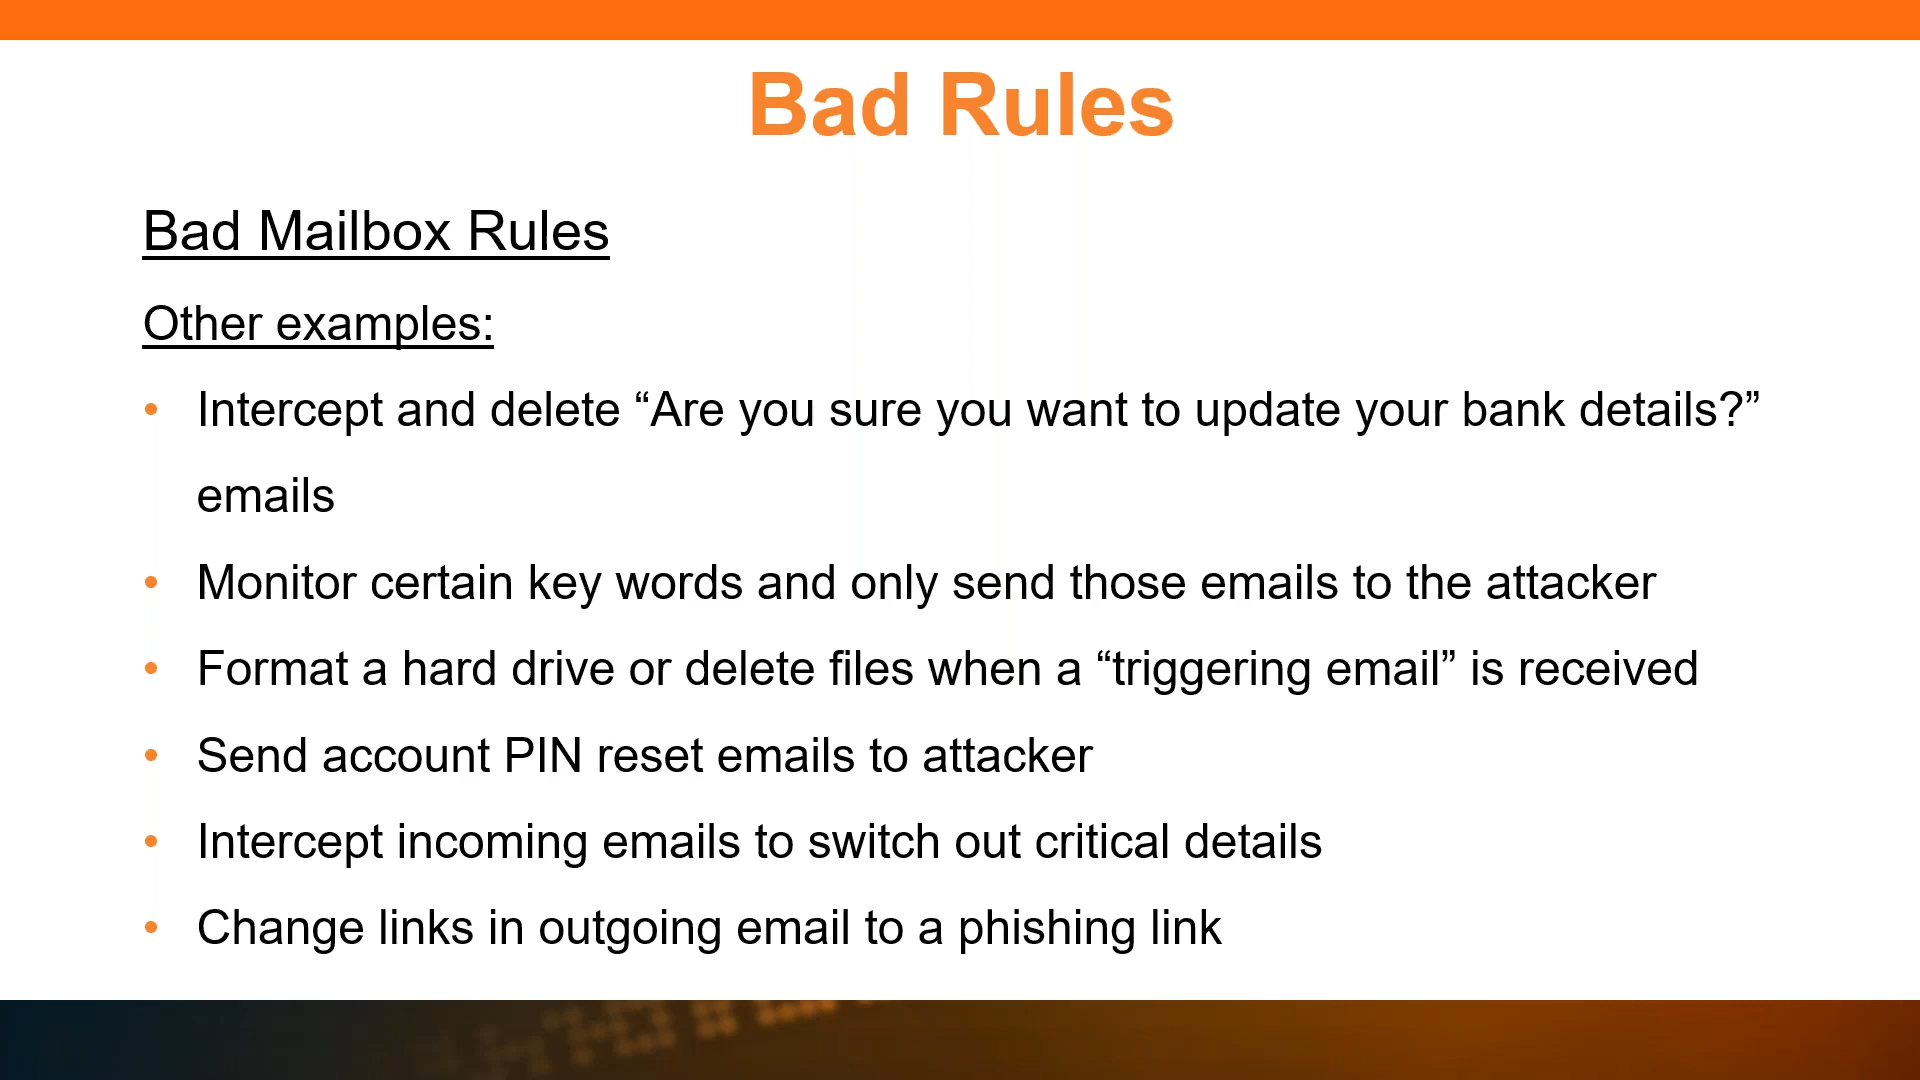 Bad Rules
Bad Mailbox Rules
Other examples:
• Intercept and delete “Are you sure you want to update your bank details?”
emails
• Monitor certain key words and only send those emails to the attacker
• Format a hard drive or delete files when a “triggering email” is received
• Send account PIN reset emails to attacker
• Intercept incoming emails to switch out critical details
• Change links in outgoing email to a phishing link